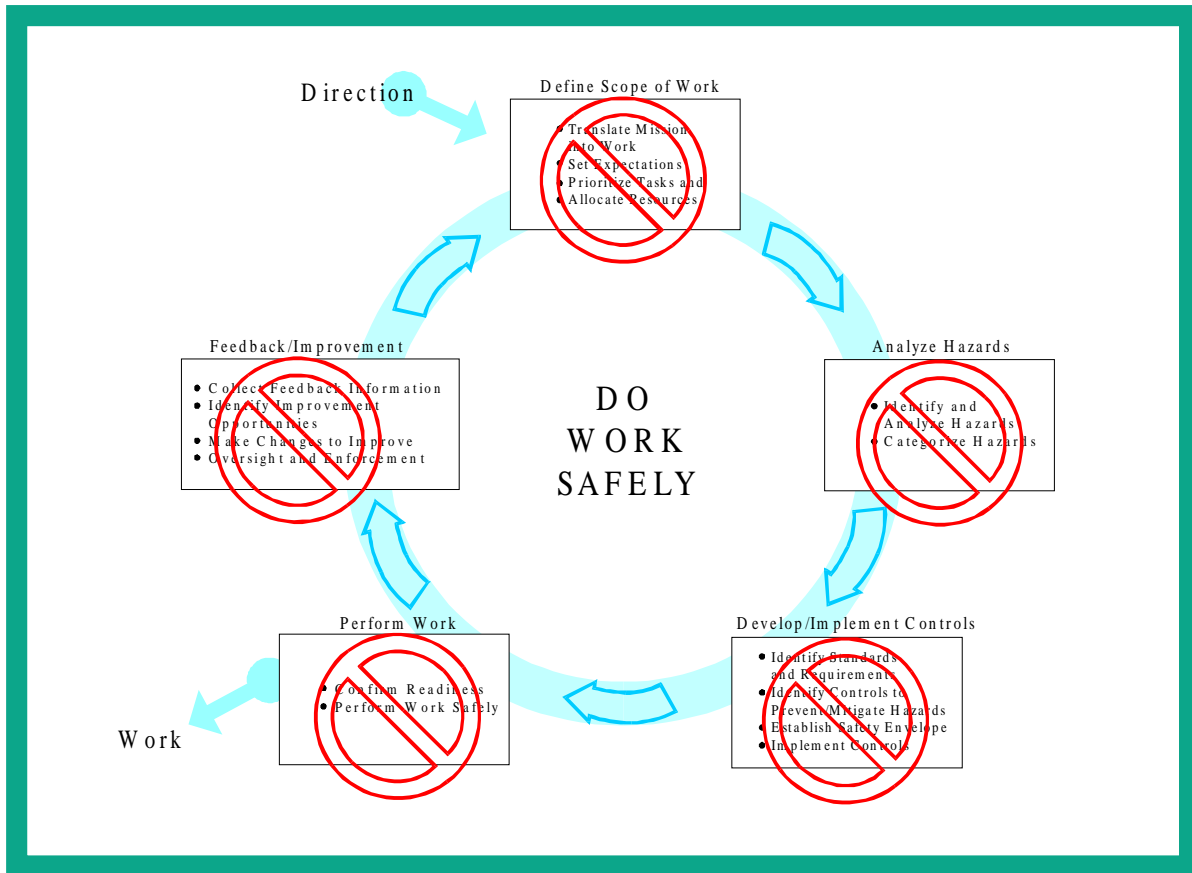 Direction
Define Scope of Work
• Translate Mission
into Work
• Set Expectations
• Prioritize Tasks and
• Allocate Resources
Feedback/Improvement
• Collect Feedback Information
• Identify Improvement
Opportunities
• Make Changes to Improve
• Oversight and Enforcement
DO
WORK
SAFELY
Analyze Hazards
• Identify and
Analyze Hazards
• Categorize Hazards
Perform Work
• Confirm Readiness
• Perform Work Safely
Work
Develop/Implement Controls
• Identify Standards
and Requirements
• Identify Controls to
Prevent/Mitigate Hazards
• Establish Safety Envelope
• Implement Controls